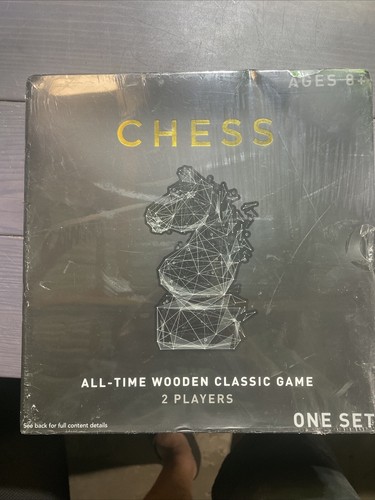 AGES 8+
CHESS
ALL-TIME WOODEN CLASSIC GAME
2 PLAYERS
See back for full content details
ONE SET